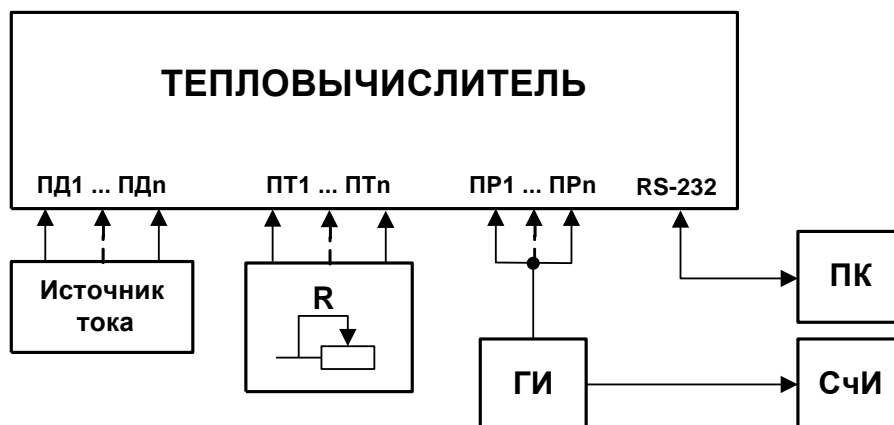 ТЕПЛОВЫЧИСЛИТЕЛЬ
ПД1 ... ПДn ПТ1 ... ПТn ПР1 ... ПРn RS-232
Источник
тока
R
ПК
ГИ
СчИ